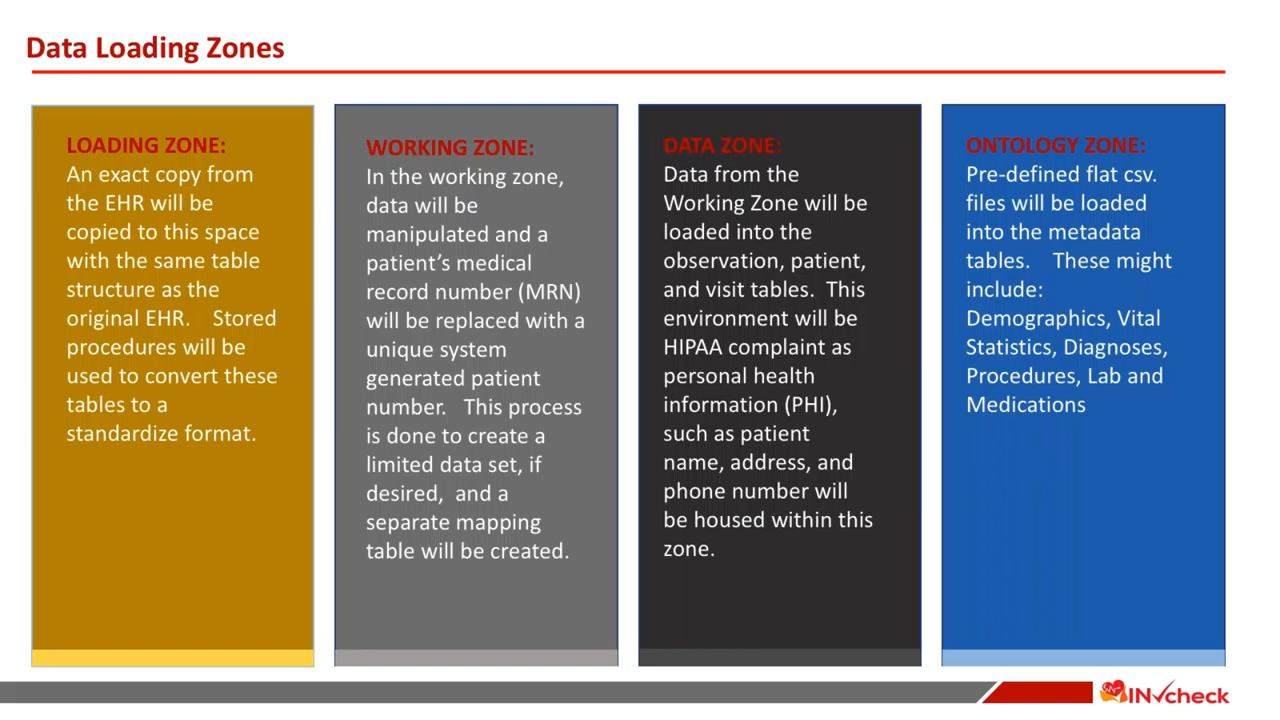 Data Loading Zones
LOADING ZONE:
An exact copy from
the EHR will be
copied to this space
with the same table
structure as the
original EHR. Stored
procedures will be
used to convert these
tables to a
standardize format.
WORKING ZONE:
In the working zone,
data will be
manipulated and a
patient’s medical
record number (MRN)
will be replaced with a
unique system
generated patient
number. This process
is done to create a
limited data set, if
desired, and a
separate mapping
table will be created.
DATA ZONE:
Data from the
Working Zone will be
loaded into the
observation, patient,
and visit tables. This
environment will be
HIPAA complaint as
personal health
information (PHI),
such as patient
name, address, and
phone number will
be housed within this
zone.
ONTOLOGY ZONE:
Pre-defined flat csv.
files will be loaded
into the metadata
tables. These might
include:
Demographics, Vital
Statistics, Diagnoses,
Procedures, Lab and
Medications
INcheck